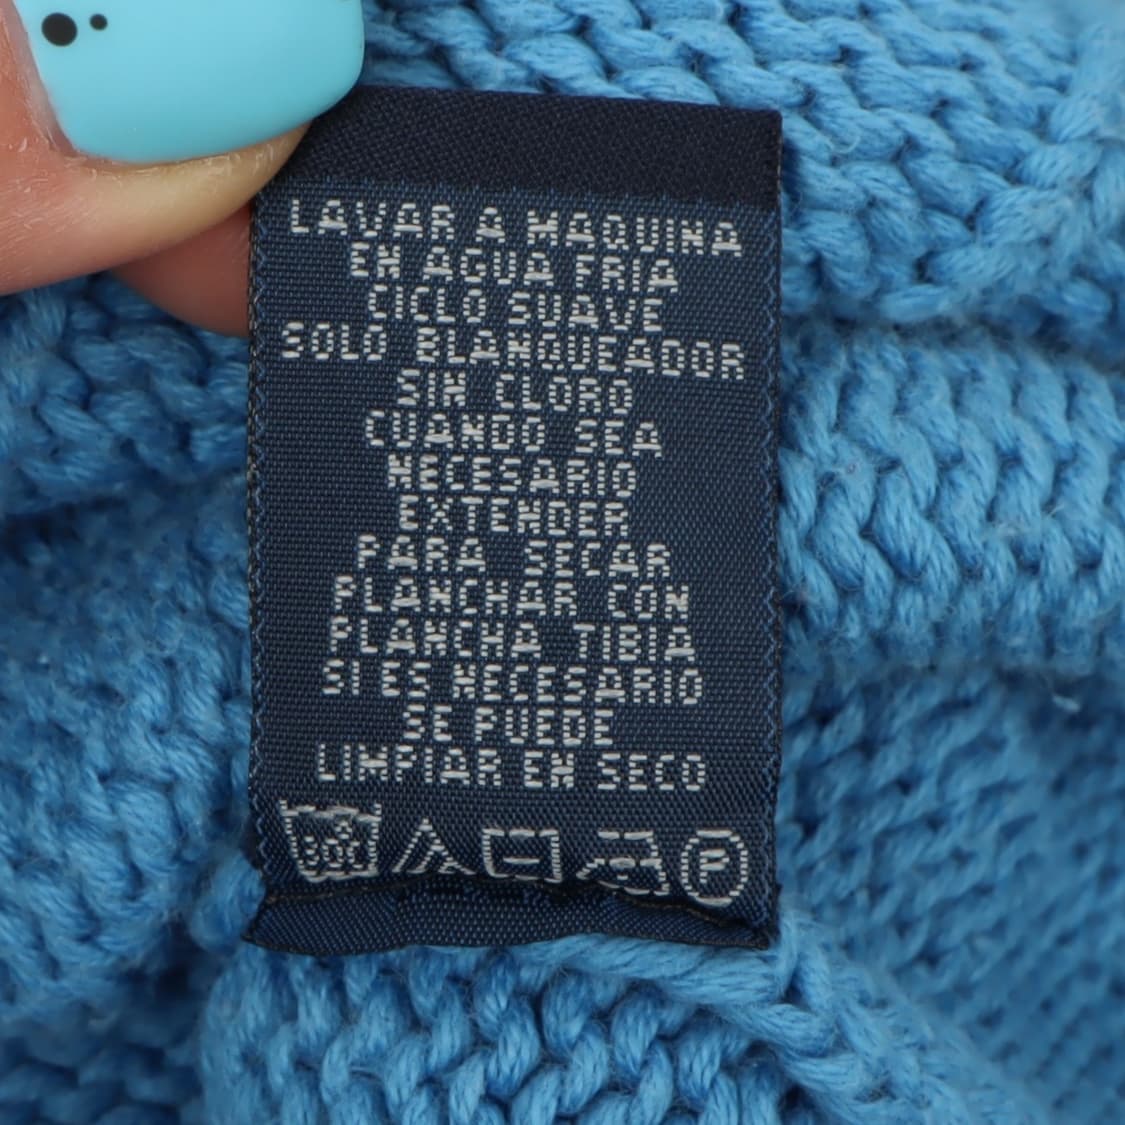 LAVAR A MAQUINA
EN AGUA FRIA
CICLO SUAVE
SOLO BLANQUEADOR
SIN CLORO
CUANDO SEA
NECESARIO
EXTENDER
PARA SECAR
PLANCHAR CON
PLANCHA TIBIA
SI ES NECESARIO
SE PUEDE
LIMPIAR EN SECO
30C P